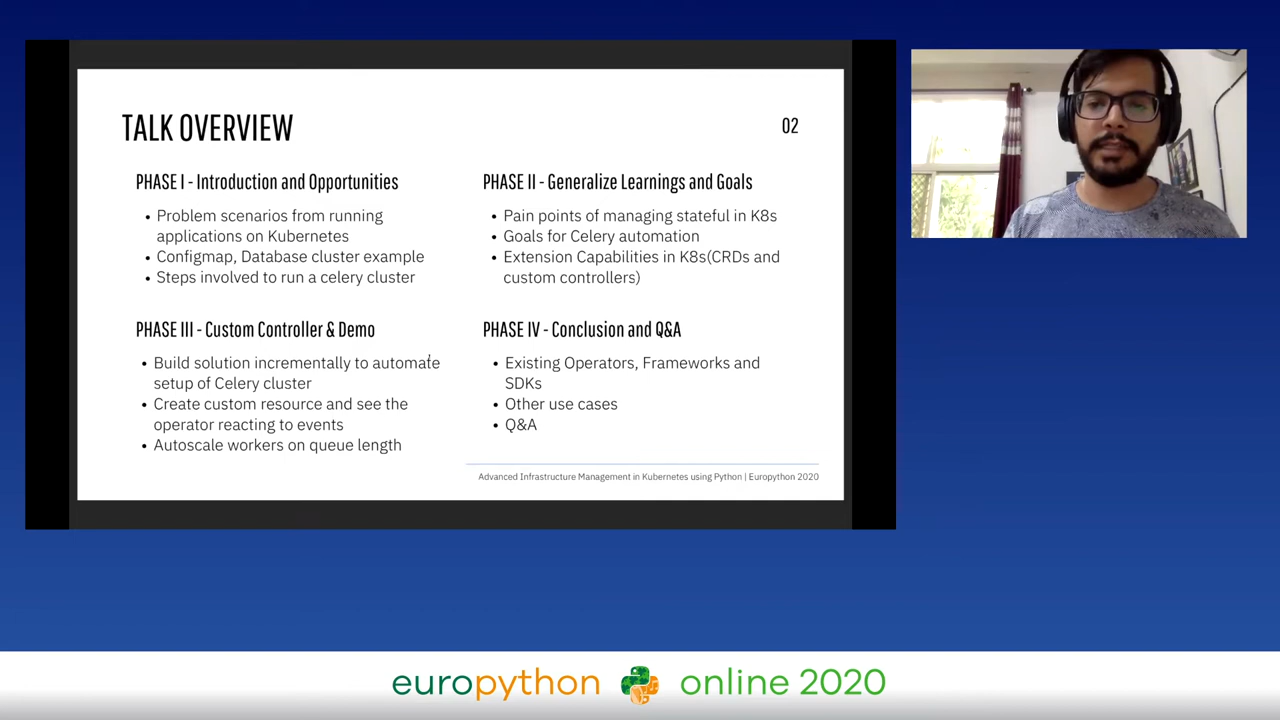 TALK OVERVIEW
02
PHASE I - Introduction and Opportunities
• Problem scenarios from running
applications on Kubernetes
• Configmap, Database cluster example
• Steps involved to run a celery cluster
PHASE II - Generalize Learnings and Goals
• Pain points of managing stateful in K8s
• Goals for Celery automation
• Extension Capabilities in K8s(CRDs and
custom controllers)
PHASE III - Custom Controller & Demo
• Build solution incrementally to automate
setup of Celery cluster
• Create custom resource and see the
operator reacting to events
• Autoscale workers on queue length
PHASE IV - Conclusion and Q&A
• Existing Operators, Frameworks and
SDKs
• Other use cases
• Q&A
Advanced Infrastructure Management in Kubernetes using Python | Europython 2020
europython online 2020